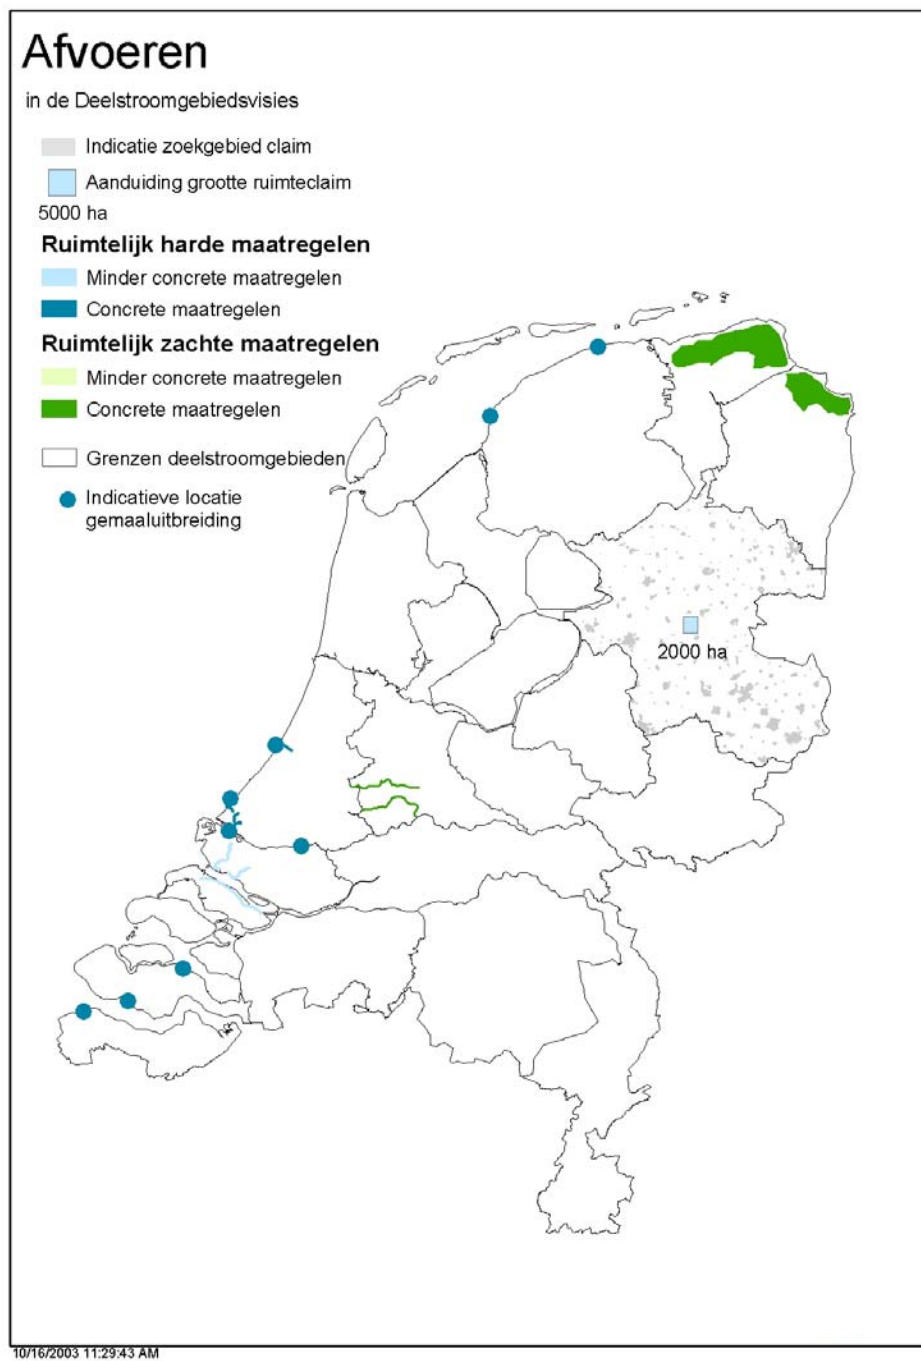 Afvoeren
in de Deelstroomgebiedsvisies
Indicatie zoekgebied claim
Aanduiding grootte ruimteclaim
5000 ha
Ruimtelijk harde maatregelen
Minder concrete maatregelen
Concrete maatregelen
Ruimtelijk zachte maatregelen
Minder concrete maatregelen
Concrete maatregelen
Grenzen deelstroomgebieden
Indicatieve locatie
gemaaluitbreiding
2000 ha
10/16/2003 11:29:43 AM